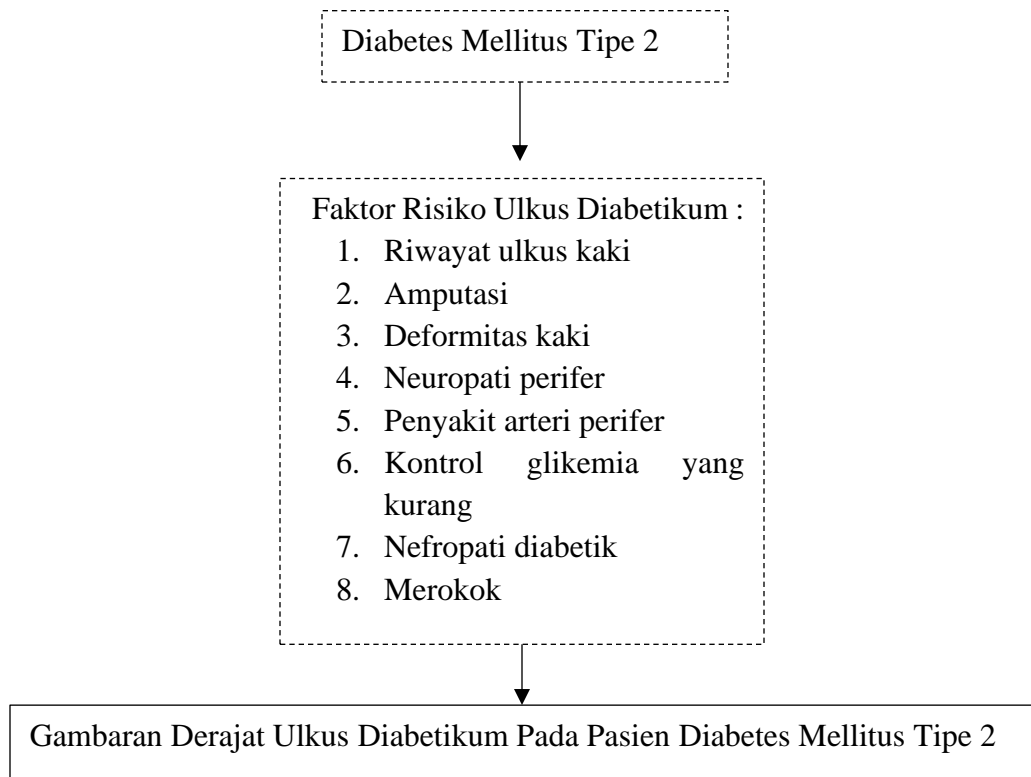 Diabetes Mellitus Tipe 2
Faktor Risiko Ulkus Diabetikum :
1. Riwayat ulkus kaki
2. Amputasi
3. Deformitas kaki
4. Neuropati perifer
5. Penyakit arteri perifer
6. Kontrol glikemia yang
kurang
7. Nefropati diabetik
8. Merokok
Gambaran Derajat Ulkus Diabetikum Pada Pasien Diabetes Mellitus Tipe 2